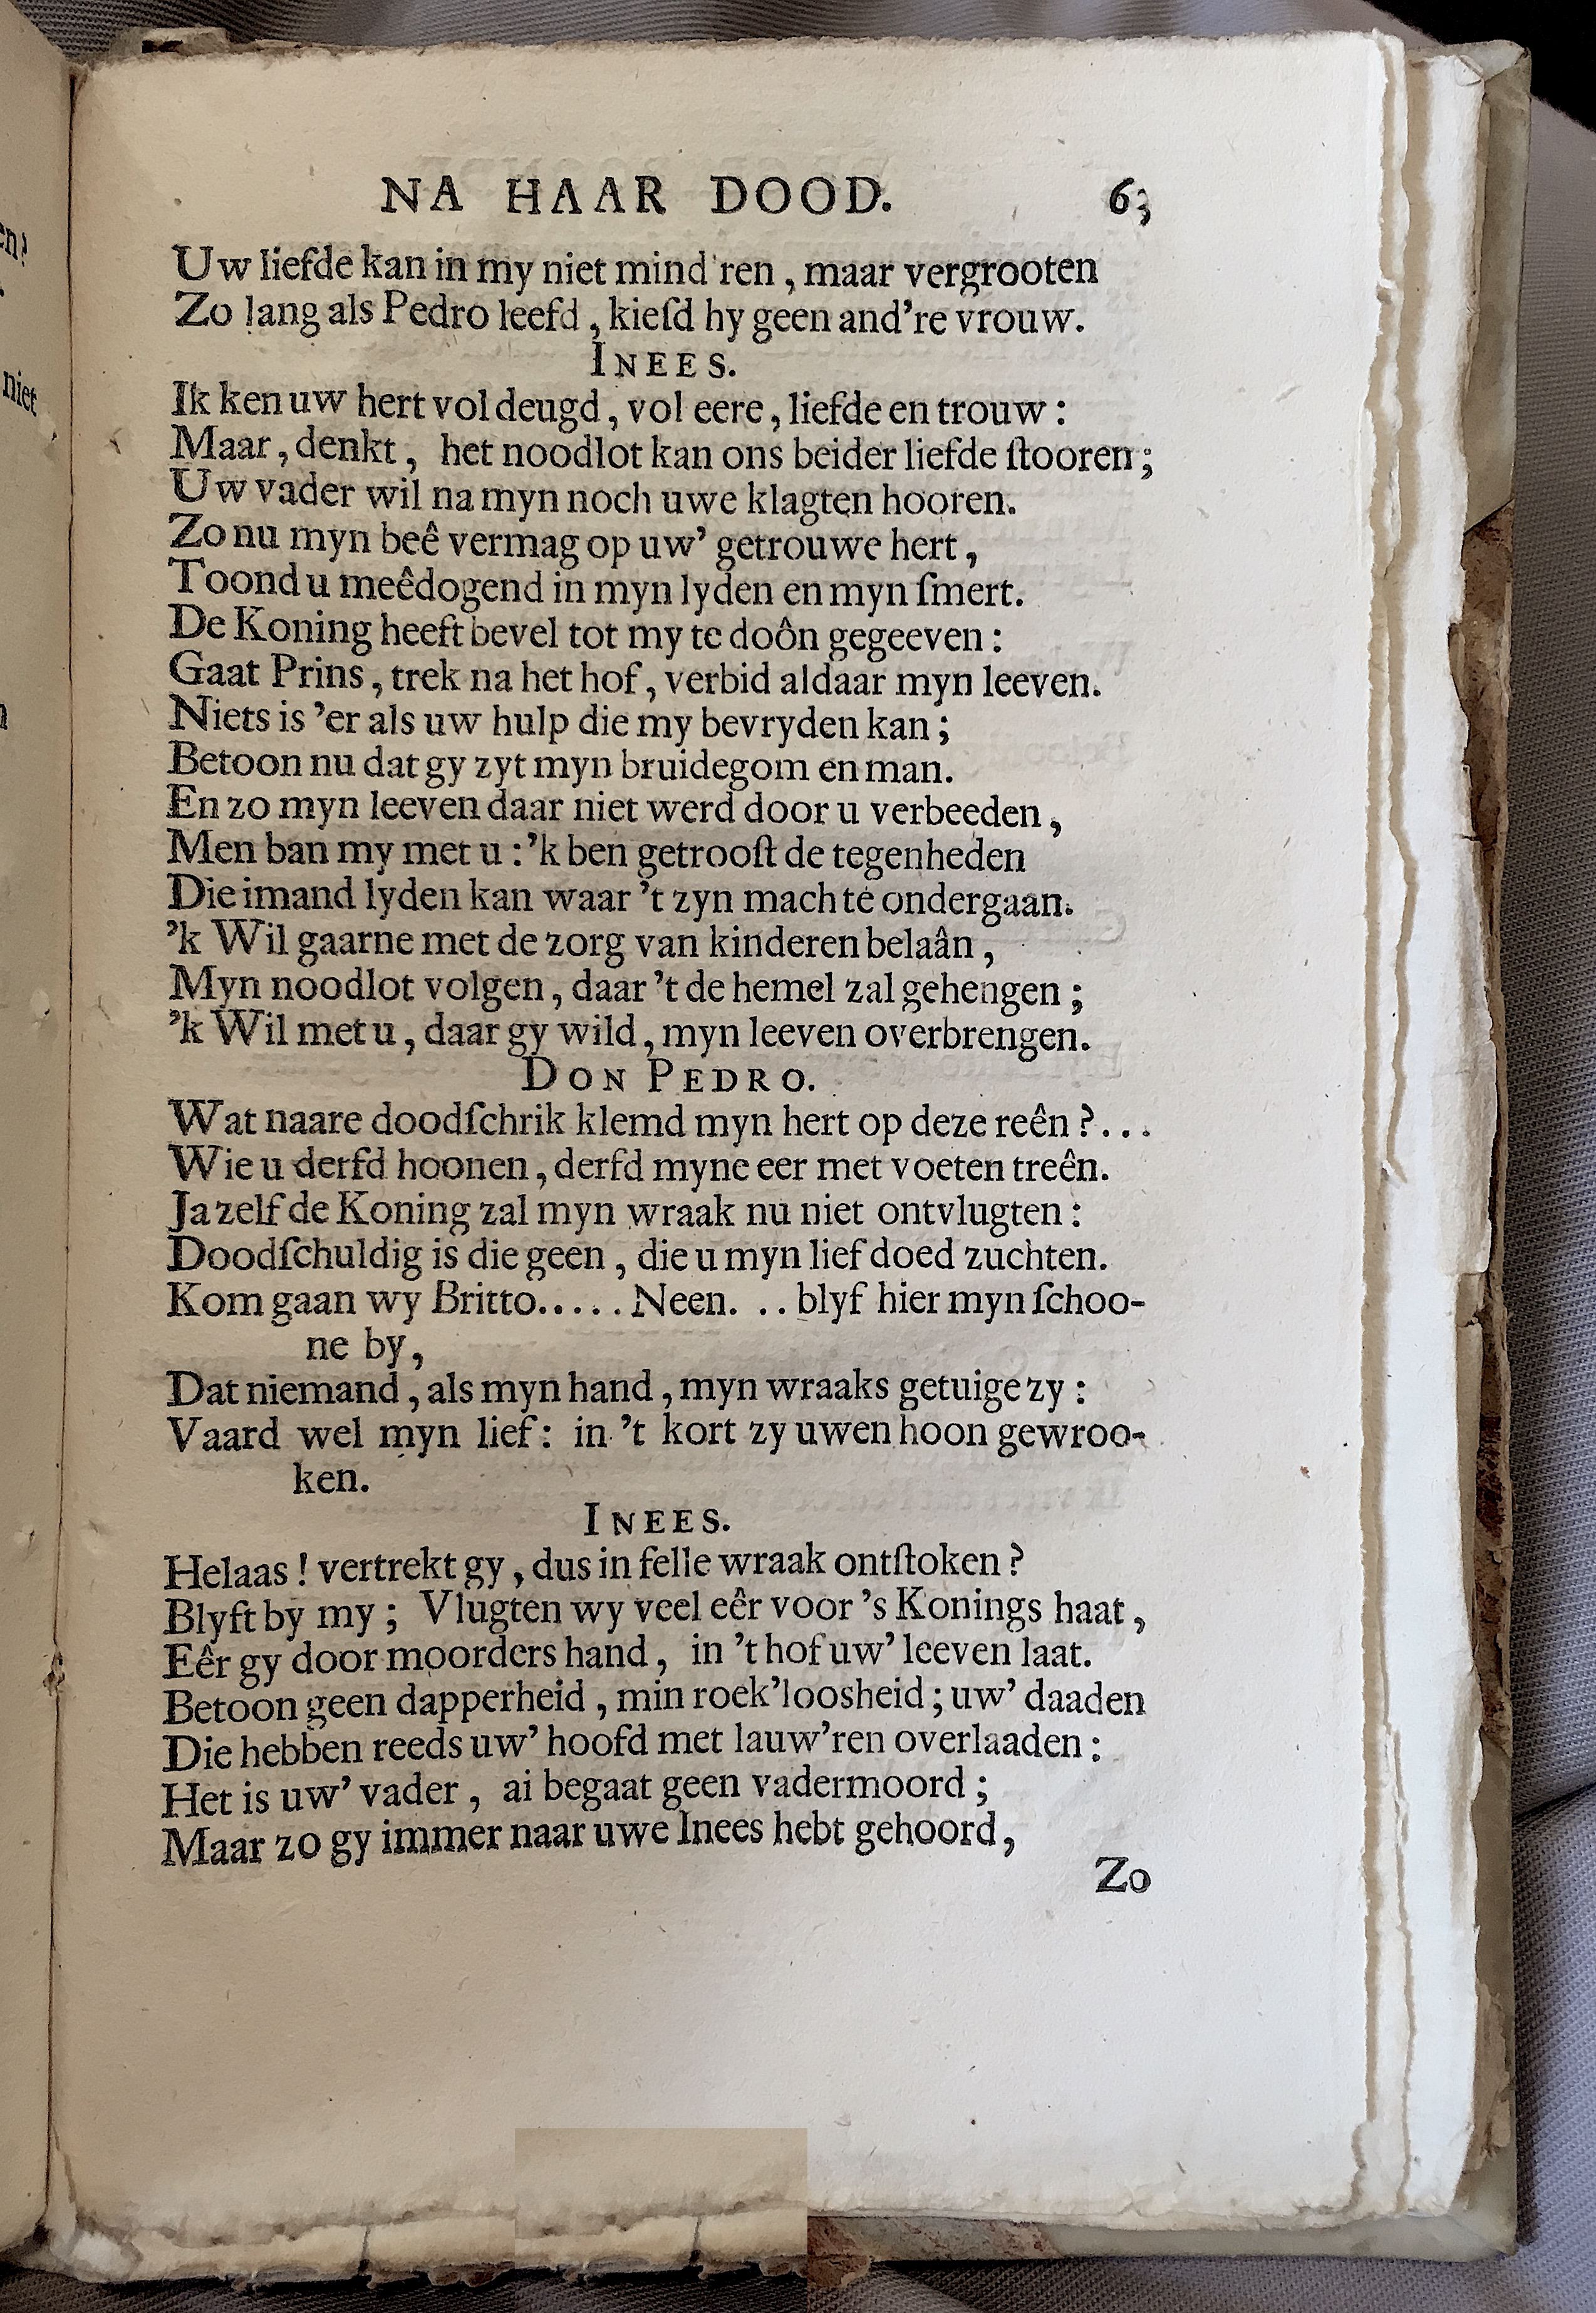 NA HAAR DOOD. 63
Uw liefde kan in my niet mind'ren, maar vergrooten
Zo lang als Pedro leefd, kieſd hy geen and're vrouw.
INEES.
Ik ken uw hert vol deugd, vol eere, liefde en trouw:
Maar, denkt, het noodlot kan ons beider liefde ſtooren;
Uw vader wil na myn noch uwe klagten hooren.
Zo nu myn beê vermag op uw' getrouwe hert,
Toond u meêdogend in myn lyden en myn ſmert.
De Koning heeft bevel tot my te doôn gegeeven:
Gaat Prins, trek na het hof, verbid aldaar myn leeven.
Niets is 'er als uw hulp die my bevryden kan;
Betoon nu dat gy zyt myn bruidegom en man.
En zo myn leeven daar niet werd door u verbeeden,
Men ban my met u: 'k ben getrooſt de tegenheden
Die imand lyden kan waar 't zyn mach te ondergaan.
'k Wil gaarne met de zorg van kinderen belaân,
Myn noodlot volgen, daar 't de hemel zal gehengen;
'k Wil met u, daar gy wild, myn leeven overbrengen.
DON PEDRO.
Wat naare doodſchrik klemd myn hert op deze reên?...
Wie u derfd hoonen, derfd myne eer met voeten treên.
Ja zelf de Koning zal myn wraak nu niet ontvlugten:
Doodſchuldig is die geen, die u myn lief doed zuchten.
Kom gaan wy Britto..... Neen. .. blyf hier myn ſchoo-
ne by,
Dat niemand, als myn hand, myn wraaks getuige zy:
Vaard wel myn lief: in 't kort zy uwen hoon gewroo-
ken.
INEES.
Helaas! vertrekt gy, dus in felle wraak ontſtoken?
Blyft by my; Vlugten wy veel eêr voor 's Konings haat,
Eêr gy door moorders hand, in 't hof uw' leeven laat.
Betoon geen dapperheid, min roek'loosheid; uw' daaden
Die hebben reeds uw' hoofd met lauw'ren overlaaden:
Het is uw' vader, ai begaat geen vadermoord;
Maar zo gy immer naar uwe Inees hebt gehoord,
Zo